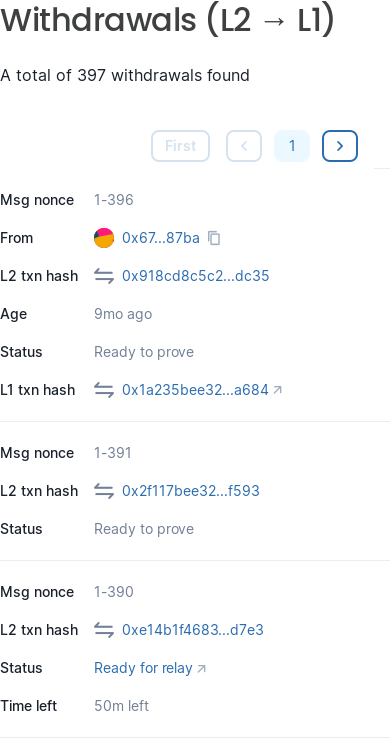 Withdrawals (L2 → L1)
A total of 397 withdrawals found
First 1
Msg nonce 1-396
From 0x67...87ba
L2 txn hash 0x918cd8c5c2...dc35
Age 9mo ago
Status Ready to prove
L1 txn hash 0x1a235bee32...a684
Msg nonce 1-391
L2 txn hash 0x2f117bee32...f593
Status Ready to prove
Msg nonce 1-390
L2 txn hash 0xe14b1f4683...d7e3
Status Ready for relay
Time left 50m left